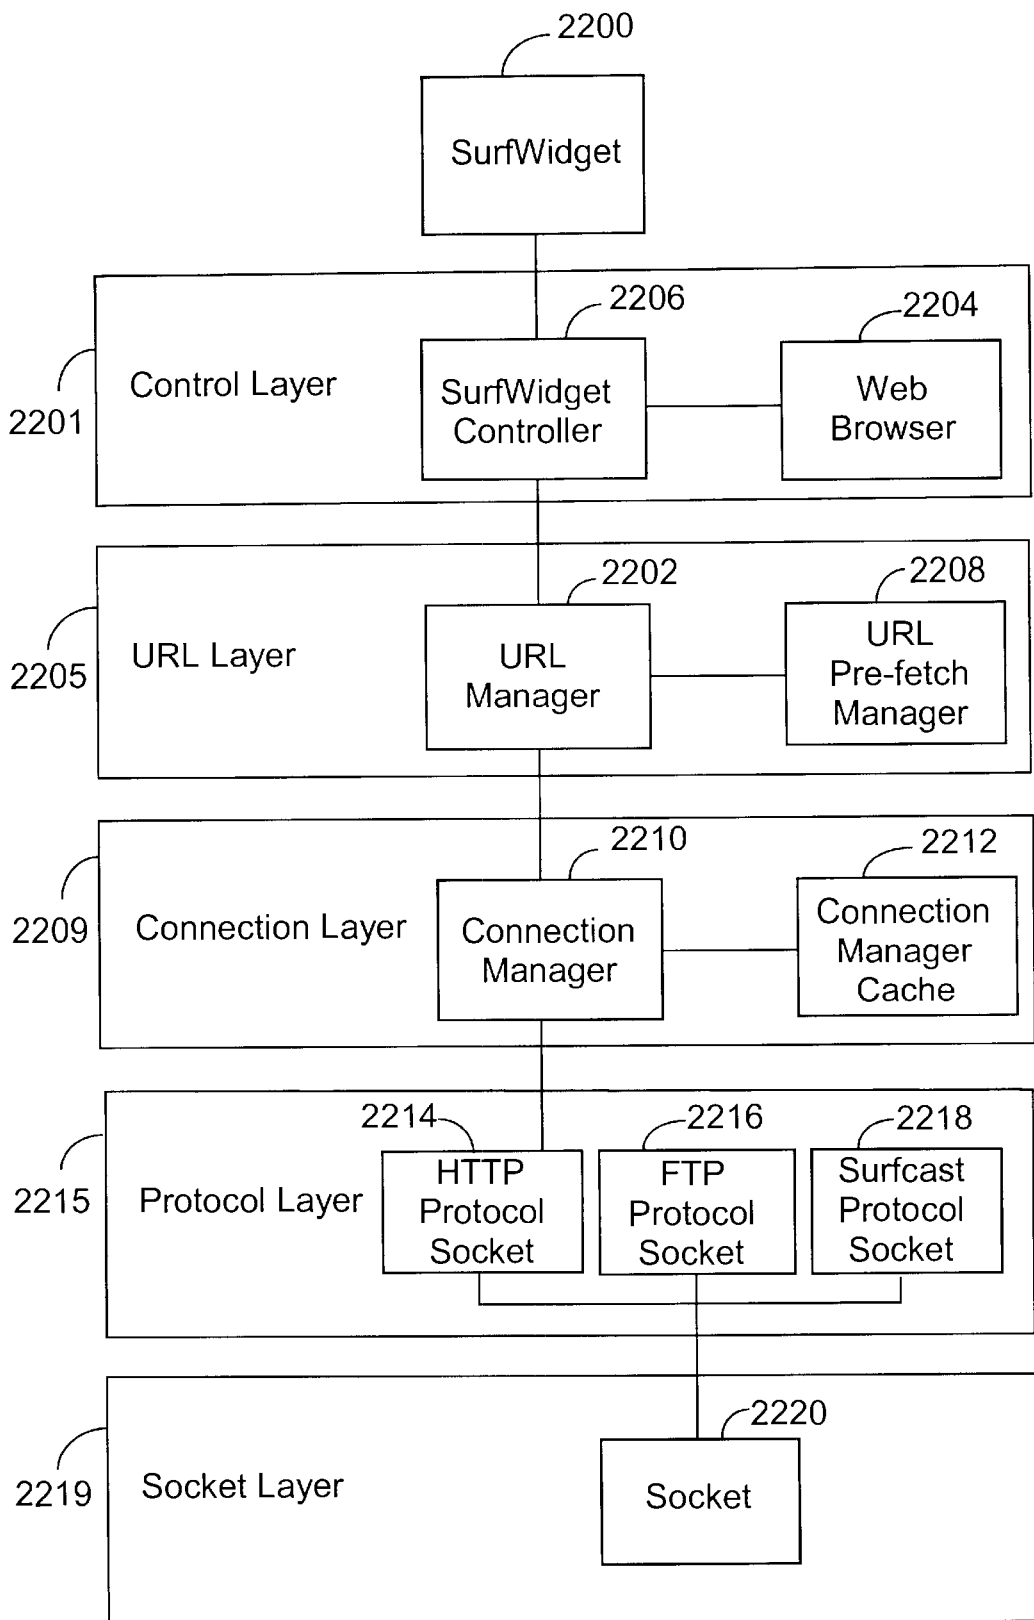 2200
SurfWidget
2206
2204
Control Layer
SurfWidget
Controller
Web
Browser
2201
2202
2208
URL Layer
URL
Manager
URL
Pre-fetch
Manager
2205
2210
2212
Connection Layer
Connection
Manager
Connection
Manager
Cache
2209
2214
2216
2218
Protocol Layer
HTTP
Protocol
Socket
FTP
Protocol
Socket
Surfcast
Protocol
Socket
2215
2220
Socket Layer
Socket
2219